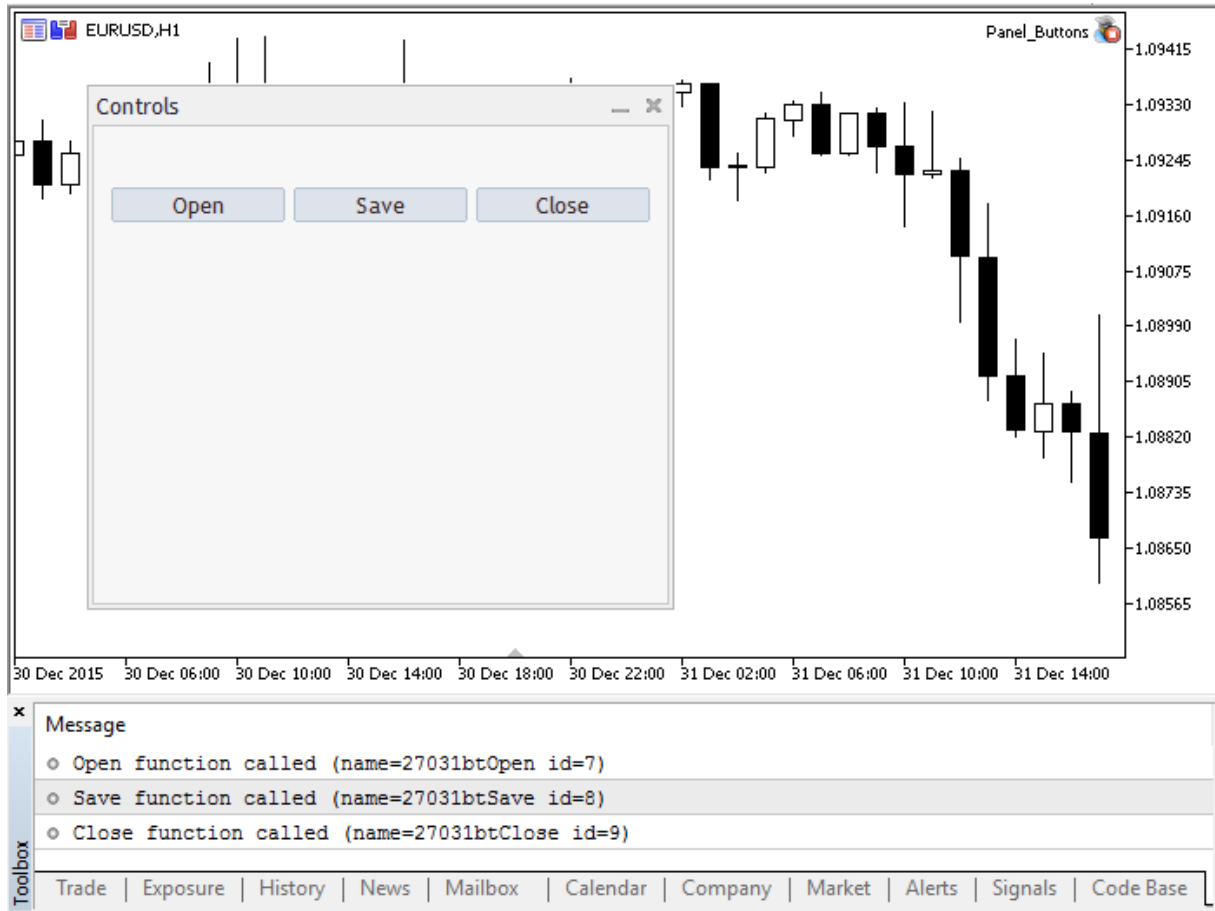 EURUSD,H1
Panel_Buttons
1.09415
1.09330
1.09245
1.09160
1.09075
1.08990
1.08905
1.08820
1.08735
1.08650
1.08565
Controls
Open Save Close
30 Dec 2015 30 Dec 06:00 30 Dec 10:00 30 Dec 14:00 30 Dec 18:00 30 Dec 22:00 31 Dec 02:00 31 Dec 06:00 31 Dec 10:00 31 Dec 14:00
Message
Open function called (name=27031btOpen id=7)
Save function called (name=27031btSave id=8)
Close function called (name=27031btClose id=9)
Toolbox
Trade | Exposure | History | News | Mailbox | Calendar | Company | Market | Alerts | Signals | Code Base